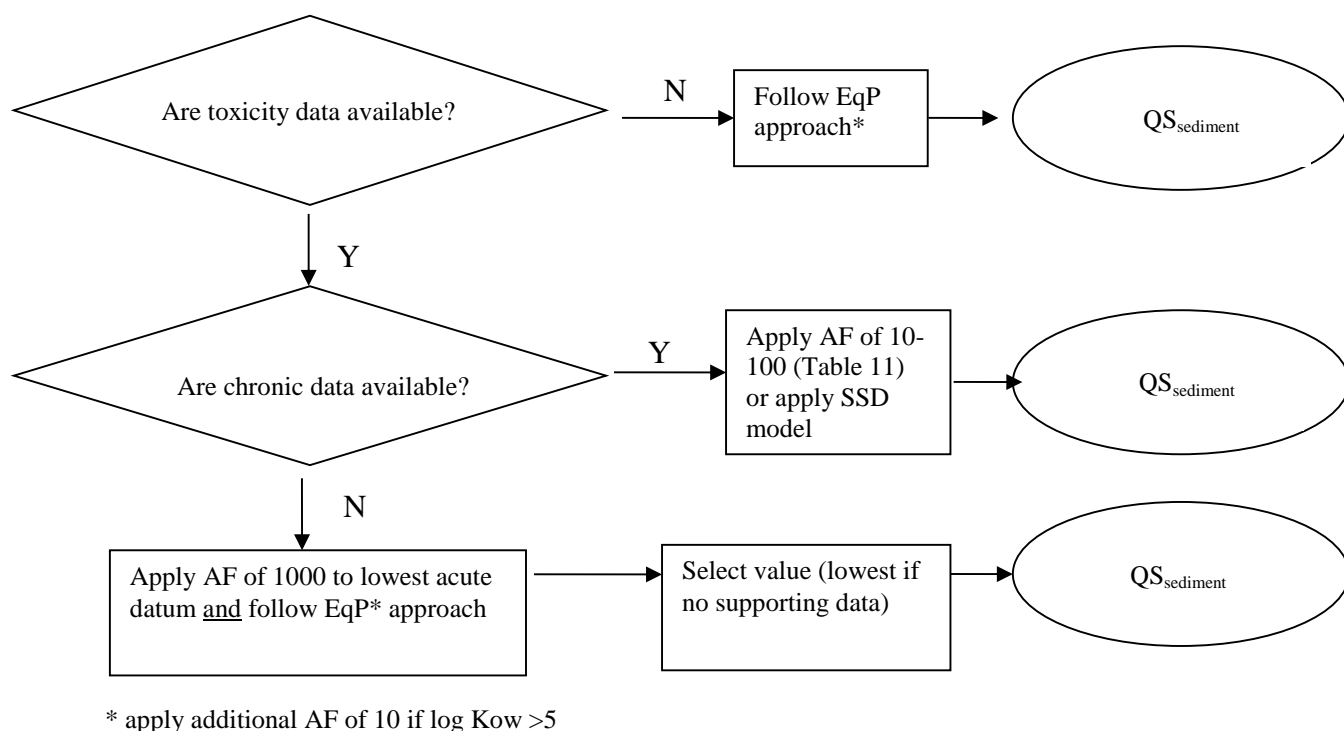 Are toxicity data available?
N
Follow EqP
approach*
QSsediment
Y
Are chronic data available?
Y
Apply AF of 10-
100 (Table 11)
or apply SSD
model
QSsediment
N
Apply AF of 1000 to lowest acute
datum and follow EqP* approach
Select value (lowest if
no supporting data)
QSsediment
* apply additional AF of 10 if log Kow >5